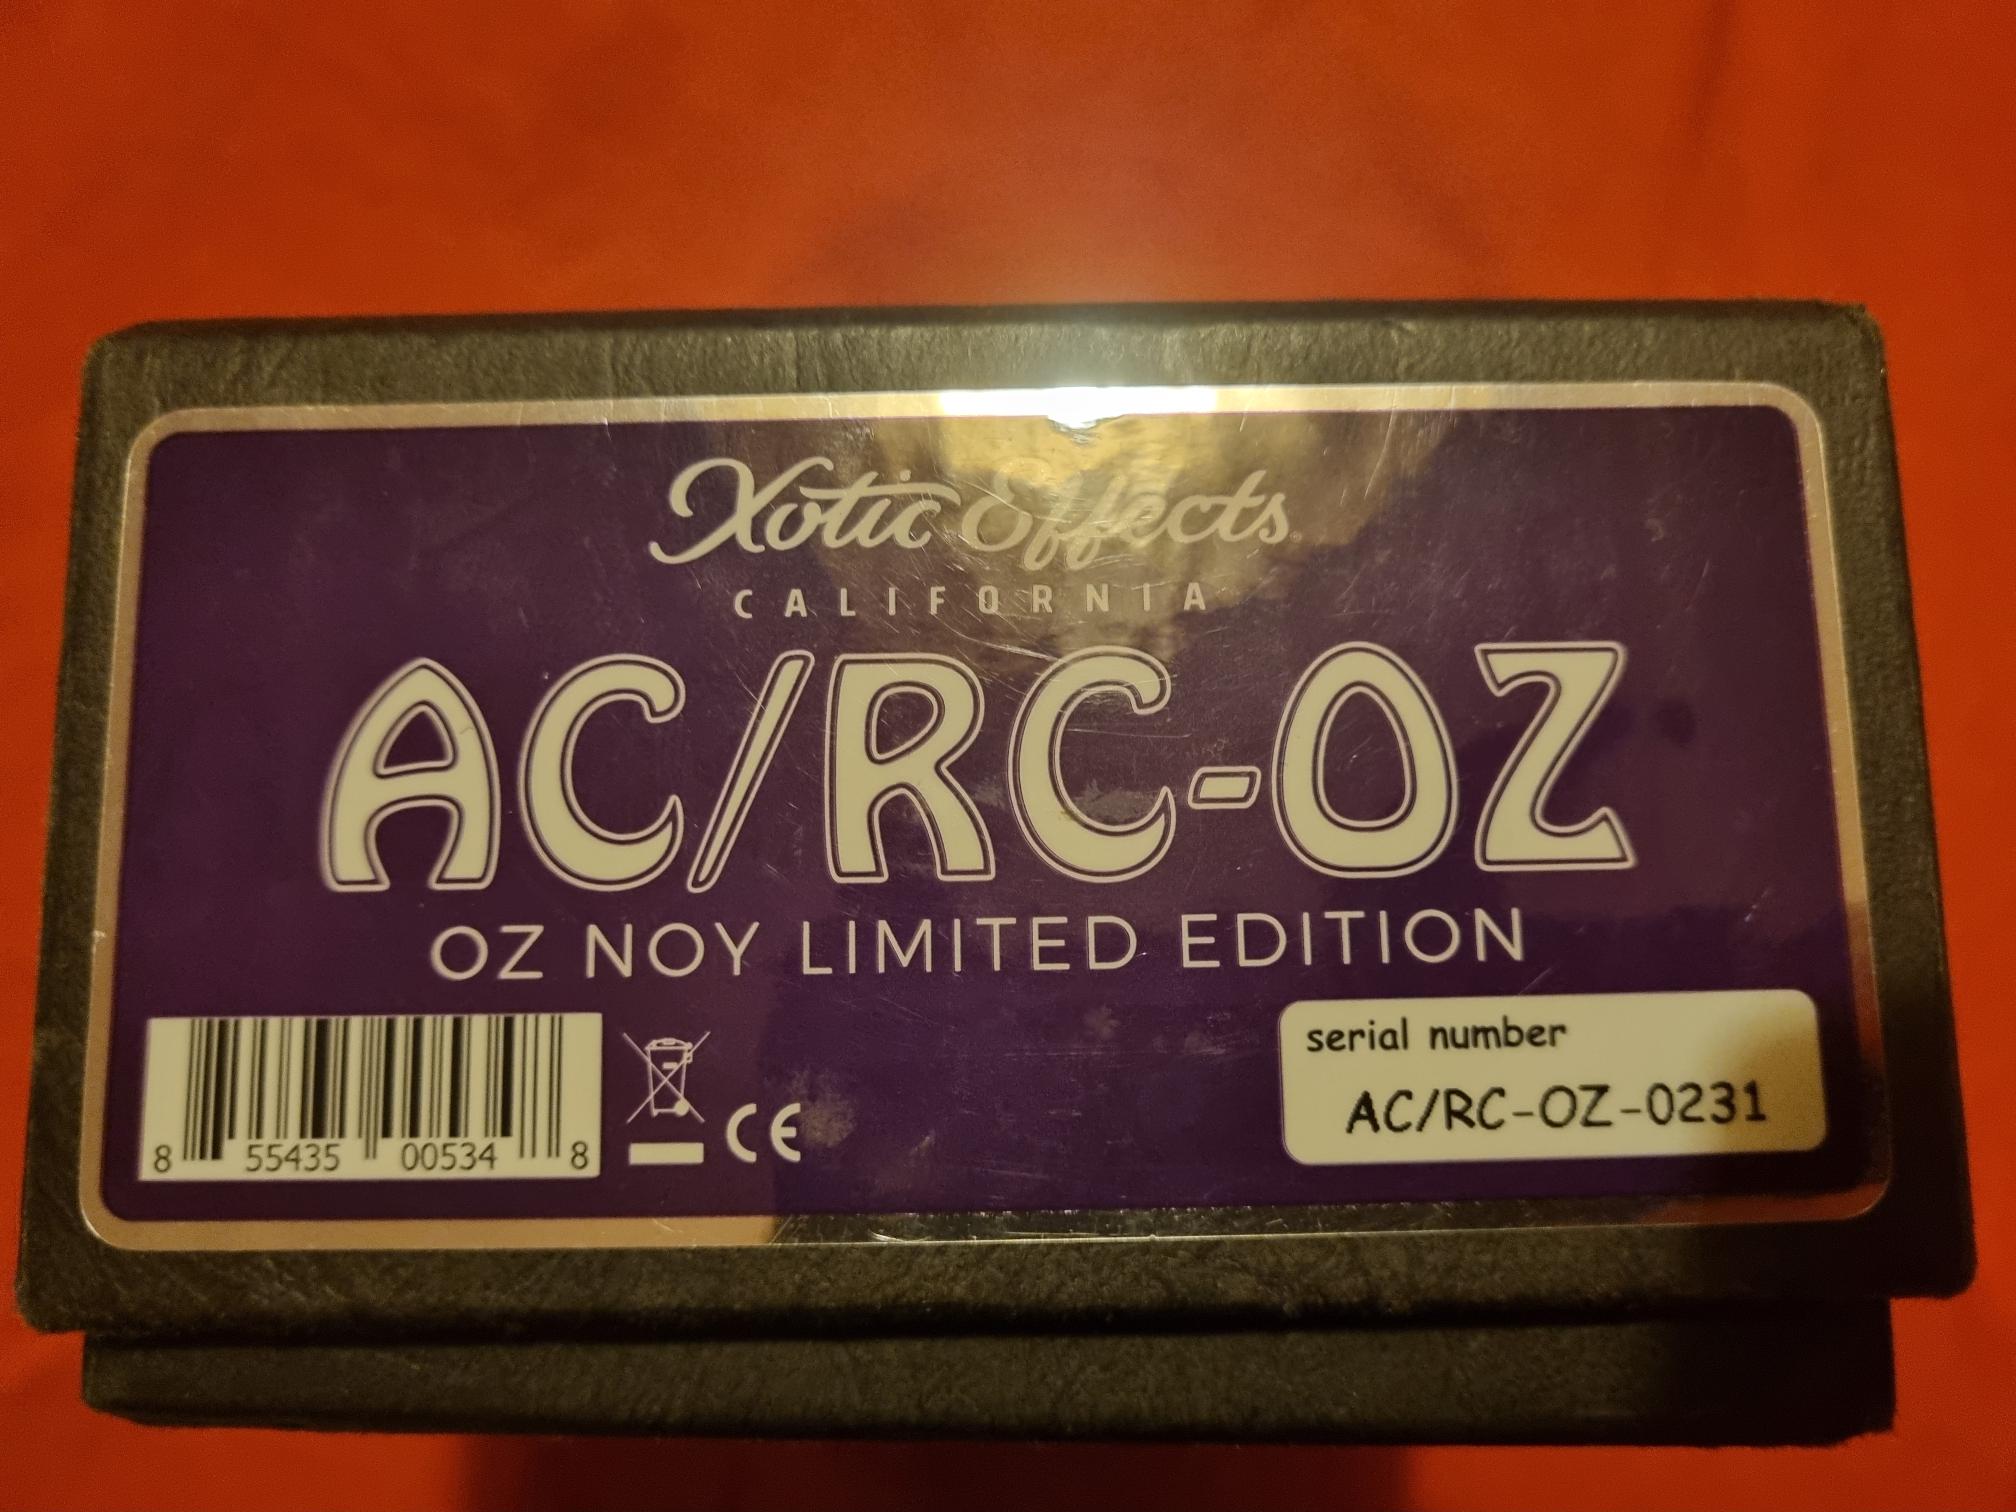 Xotic Effects
CALIFORNIA
AC/RC-OZ
OZ NOY LIMITED EDITION
8 55435 00534 8
CE
serial number
AC/RC-OZ-0231